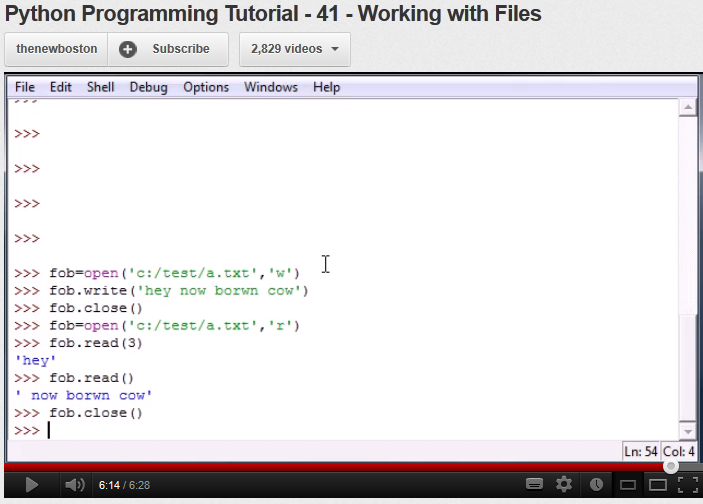 Python Programming Tutorial - 41 - Working with Files
thenewboston Subscribe 2,829 videos
File Edit Shell Debug Options Windows Help
>>>
>>>
>>>
>>>
>>>
>>> fob=open('c:/test/a.txt','w')
>>> fob.write('hey now borwn cow')
>>> fob.close()
>>> fob=open('c:/test/a.txt','r')
>>> fob.read(3)
'hey'
>>> fob.read()
' now borwn cow'
>>> fob.close()
>>>
Ln: 54 Col: 4
6:14 / 6:28